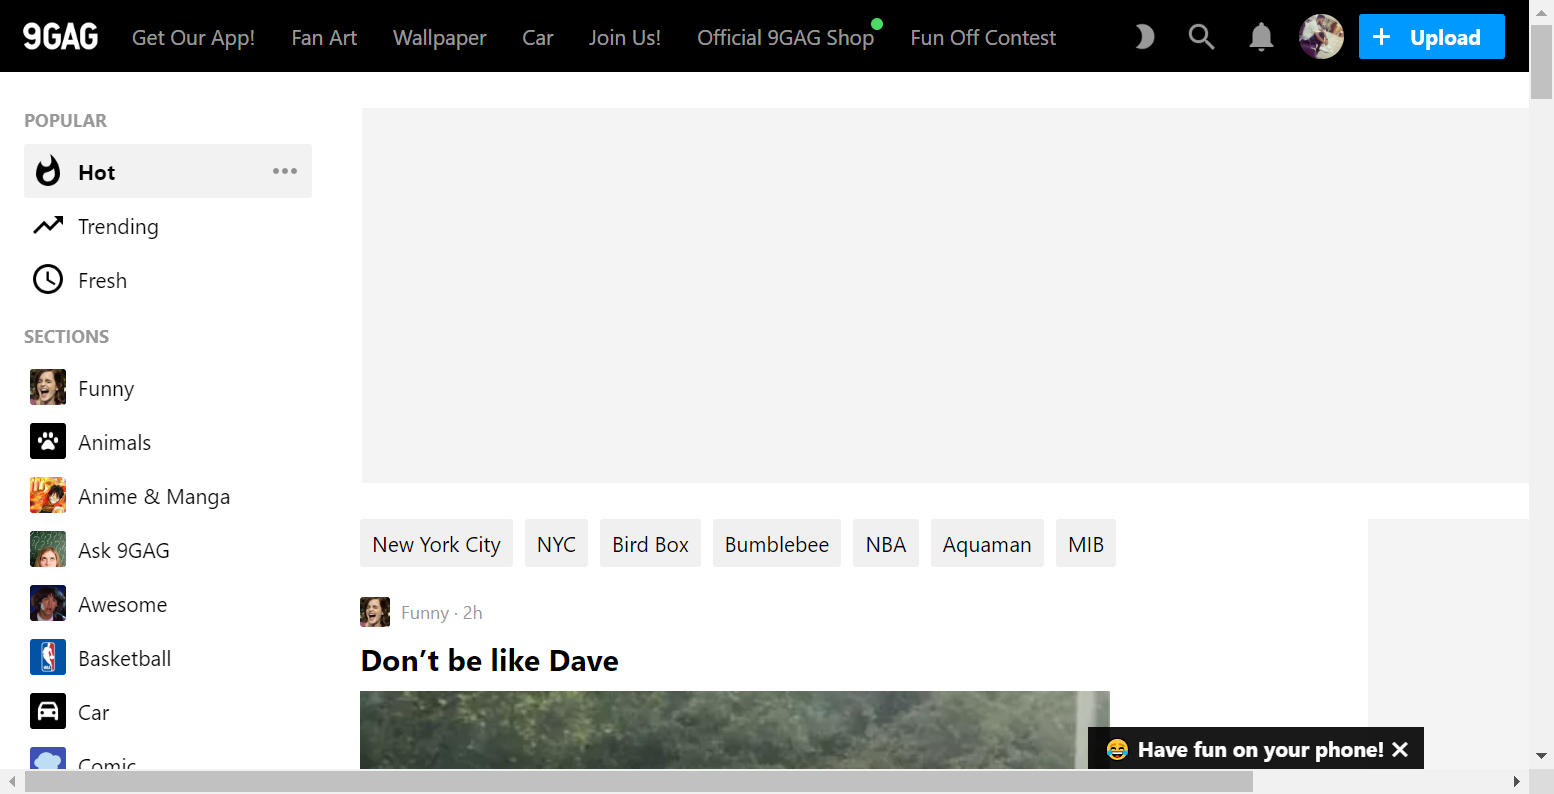 9GAG
Get Our App!
Fan Art
Wallpaper
Car
Join Us!
Official 9GAG Shop
Fun Off Contest
+ Upload
POPULAR
Hot
Trending
Fresh
SECTIONS
Funny
Animals
Anime & Manga
Ask 9GAG
Awesome
Basketball
Car
Comic
New York City
NYC
Bird Box
Bumblebee
NBA
Aquaman
MIB
Funny · 2h
Don’t be like Dave
😂 Have fun on your phone! ✕